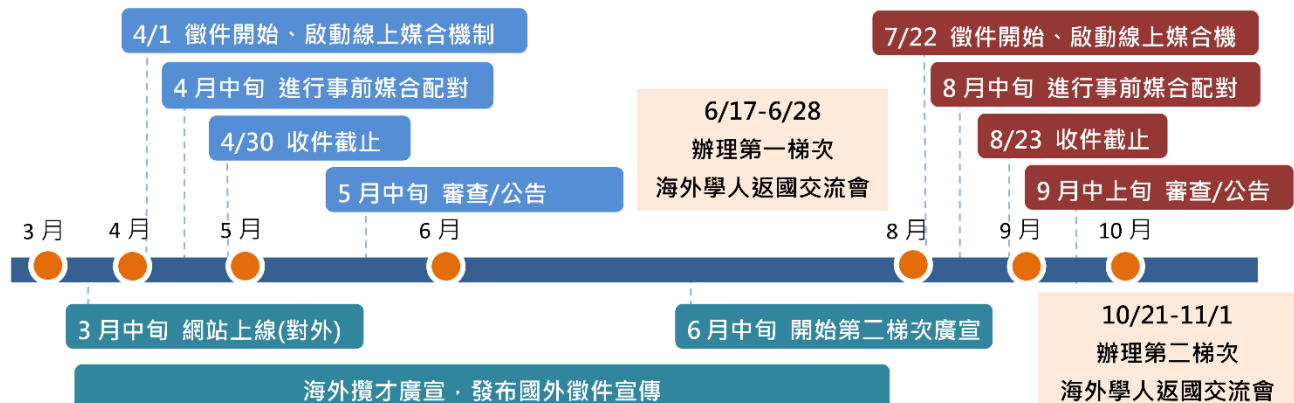 4/1 徵件開始、啟動線上媒合機制
4月中旬 進行事前媒合配對
4/30 收件截止
5月中旬 審查/公告
6/17-6/28
辦理第一梯次
海外學人返國交流會
7/22 徵件開始、啟動線上媒合機
8月中旬 進行事前媒合配對
8/23 收件截止
9月中上旬 審查/公告
3月
4月
5月
6月
8月
9月
10月
3月中旬 網站上線(對外)
6月中旬 開始第二梯次廣宣
海外攬才廣宣，發布國外徵件宣傳
10/21-11/1
辦理第二梯次
海外學人返國交流會